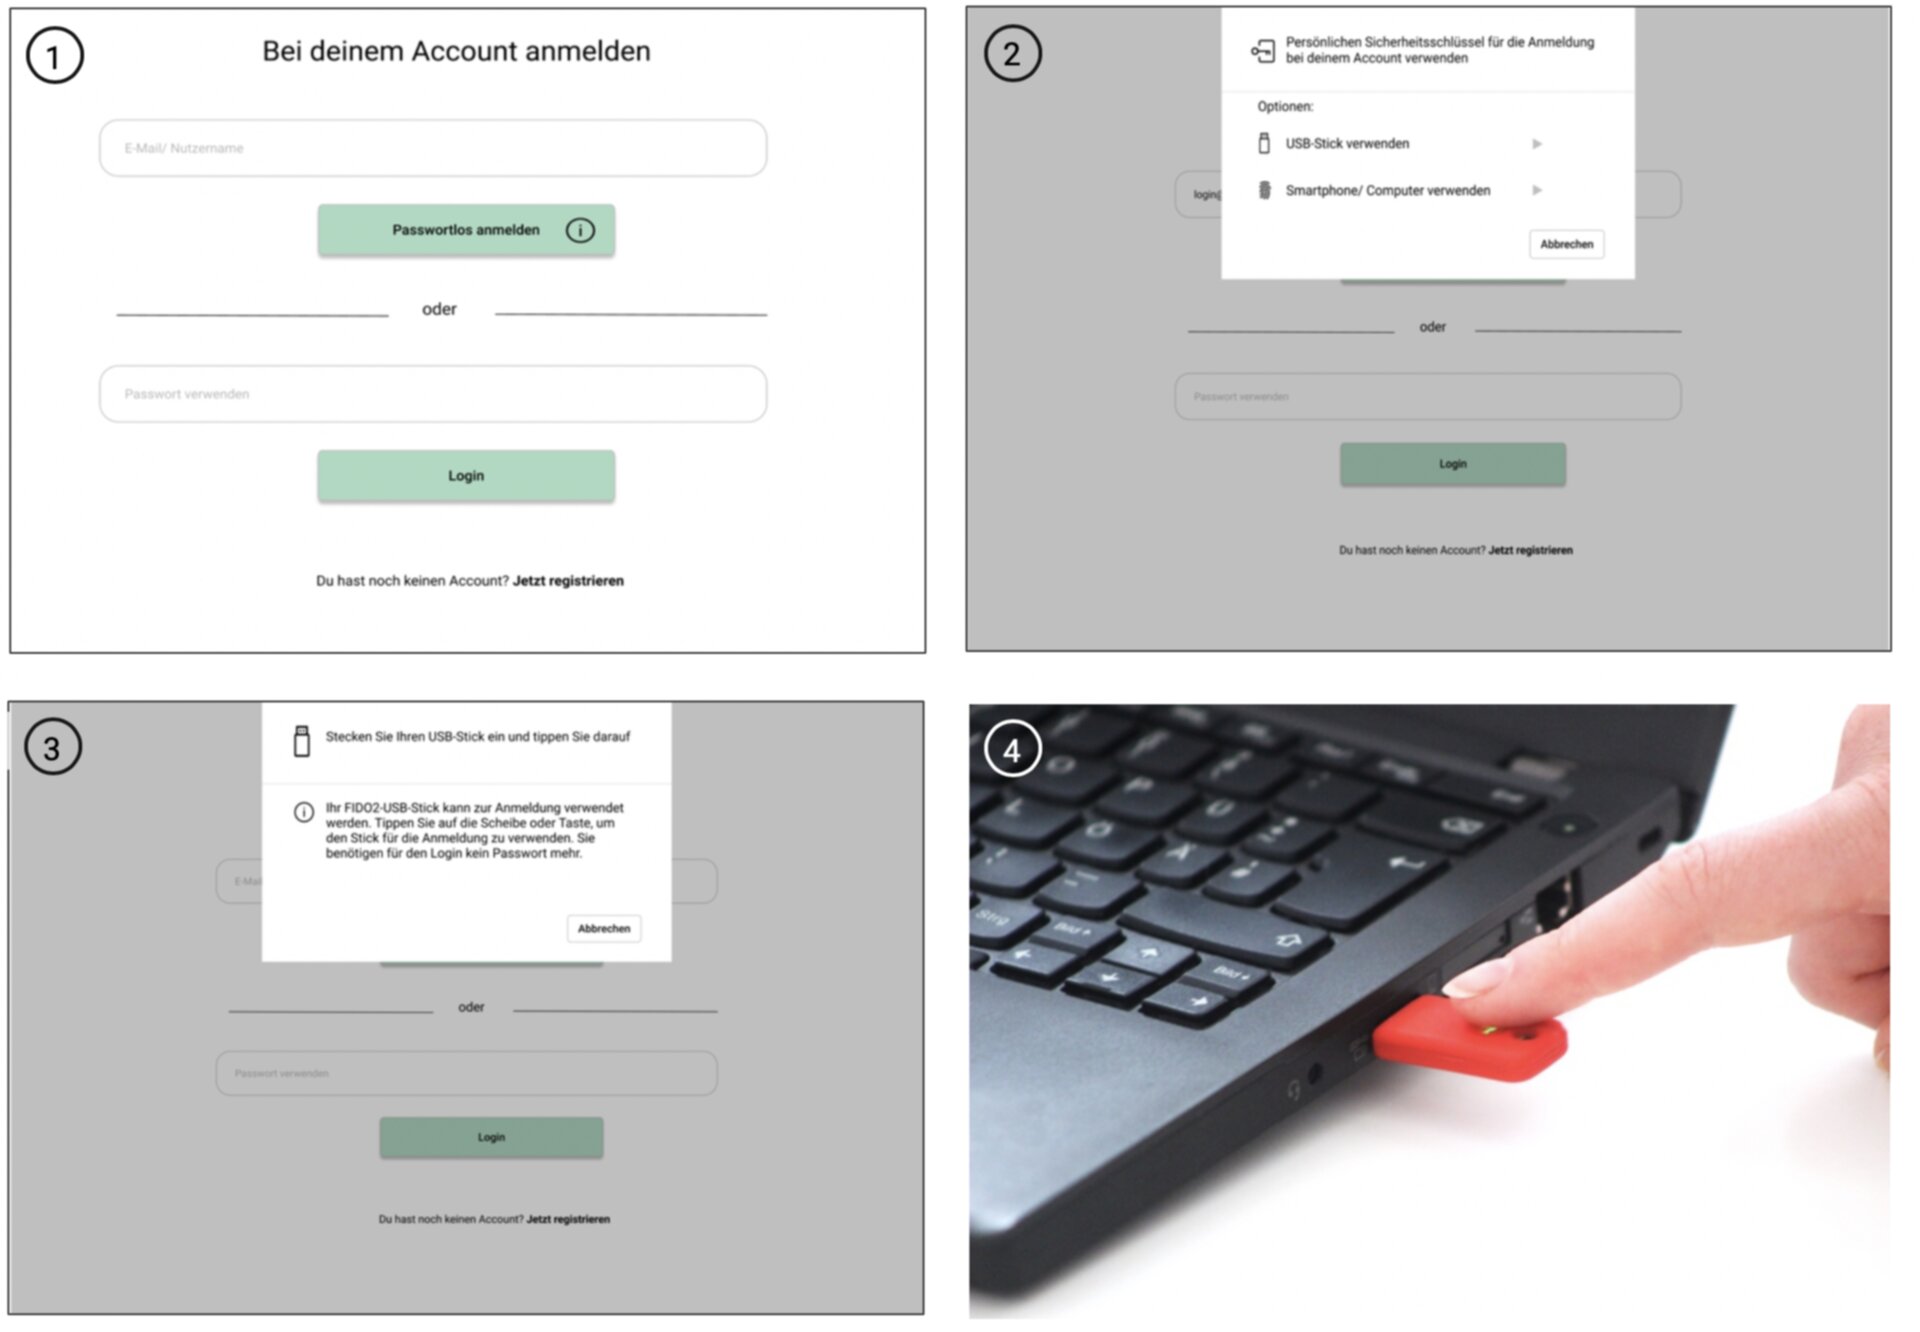 1
Bei deinem Account anmelden
E-Mail/ Nutzername
Passwortlos anmelden
oder
Passwort verwenden
Login
Du hast noch keinen Account? Jetzt registrieren
2
Persönlichen Sicherheitsschlüssel für die Anmeldung
bei deinem Account verwenden
Optionen:
USB-Stick verwenden
Smartphone/ Computer verwenden
login
Abbrechen
oder
Passwort verwenden
Login
Du hast noch keinen Account? Jetzt registrieren
3
Stecken Sie Ihren USB-Stick ein und tippen Sie darauf
Ihr FIDO2-USB-Stick kann zur Anmeldung verwendet
werden. Tippen Sie auf die Scheibe oder Taste, um
den Stick für die Anmeldung zu verwenden. Sie
benötigen für den Login kein Passwort mehr.
E-Mail
Abbrechen
oder
Passwort verwenden
Login
Du hast noch keinen Account? Jetzt registrieren
4
O
P
Ü
L
Ö
Ä
Strg
Bild
Bild